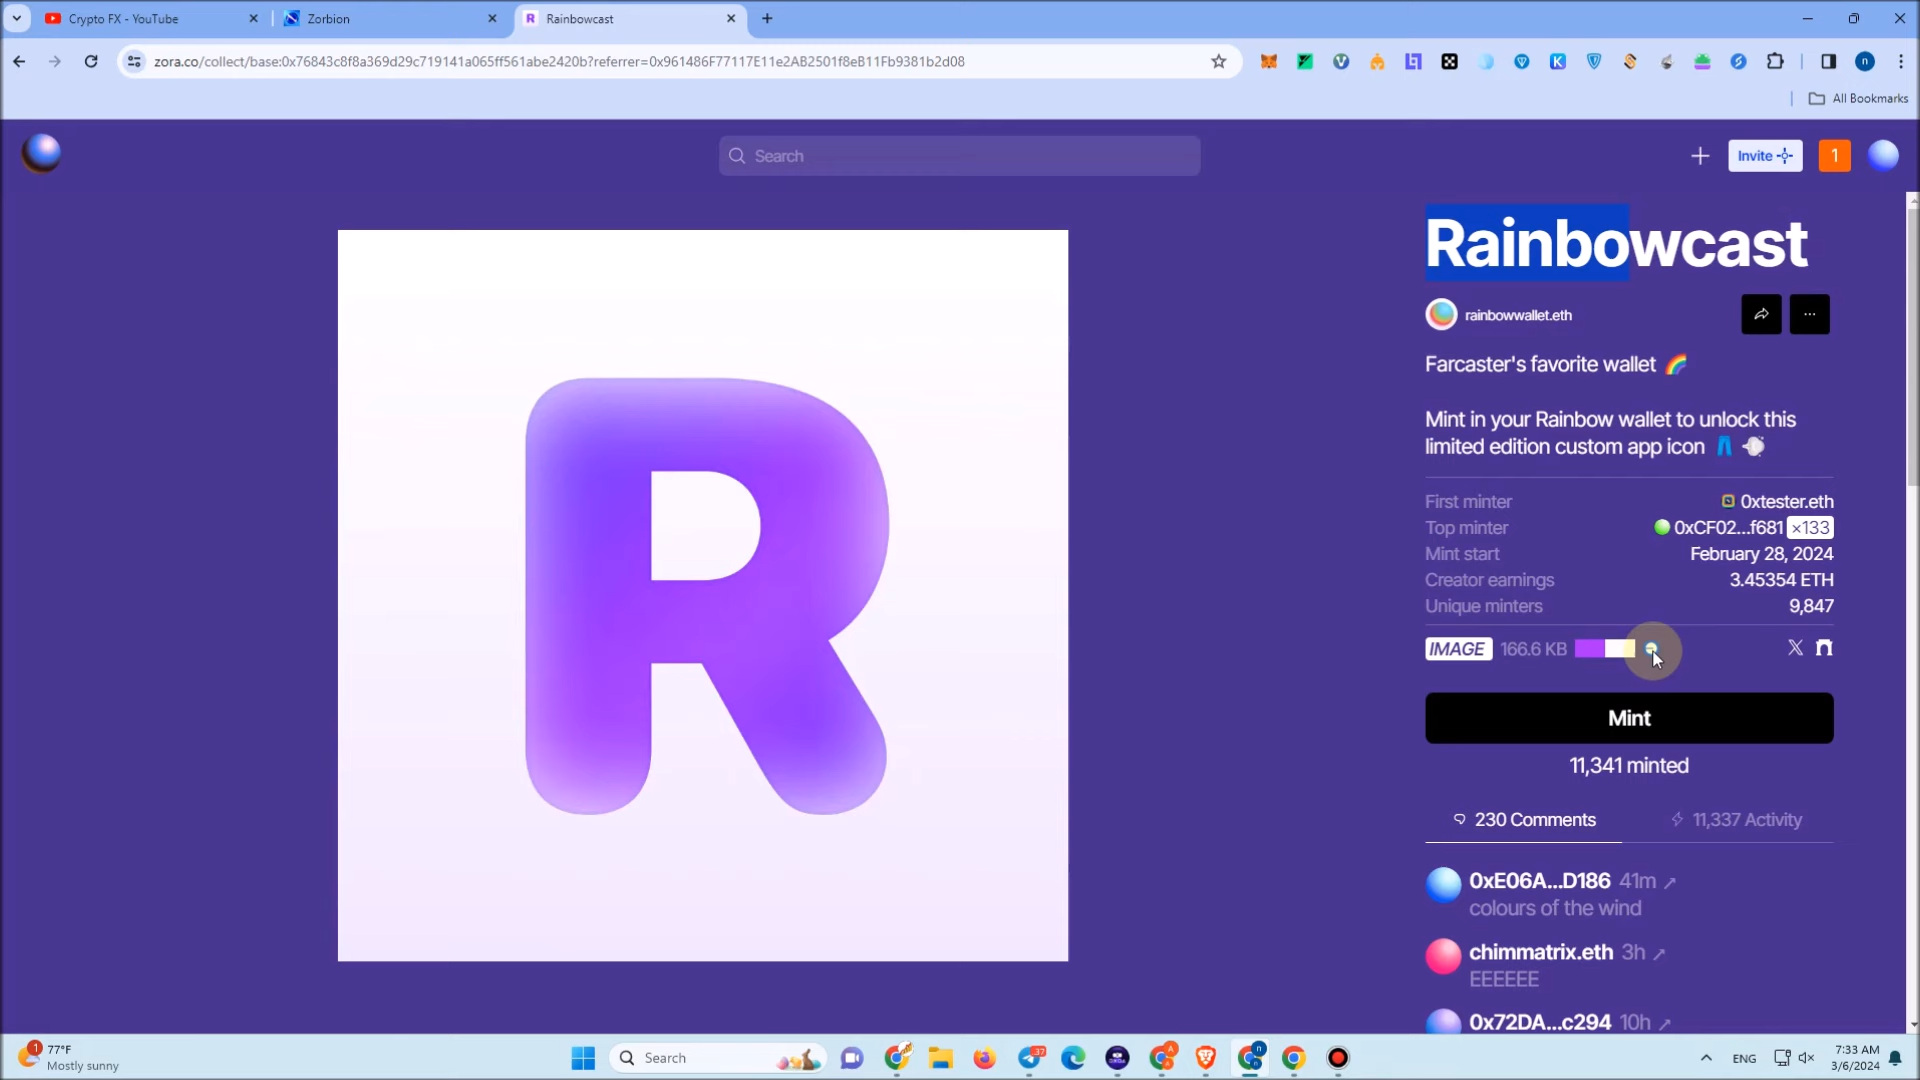 Crypto FX - YouTube
Zorbion
Rainbowcast
zora.co/collect/base:0x76843c8f8a369d29c719141a065ff561abe2420b?referrer=0x961486F77117E11e2AB2501f8eB11Fb9381b2d08
All Bookmarks
Search
Invite
1
Rainbowcast
rainbowwallet.eth
Farcaster's favorite wallet 🌈
Mint in your Rainbow wallet to unlock this
limited edition custom app icon 👖 💨
First minter 0xtester.eth
Top minter 0xCF02...f681 ×133
Mint start February 28, 2024
Creator earnings 3.45354 ETH
Unique minters 9,847
IMAGE 166.6 KB
Mint
11,341 minted
230 Comments 11,337 Activity
0xE06A...D186 41m
colours of the wind
chimmatrix.eth 3h
EEEEEE
0x72DA...c294 10h
R
1
77°F
Mostly sunny
Search
37
ENG
7:33 AM
3/6/2024